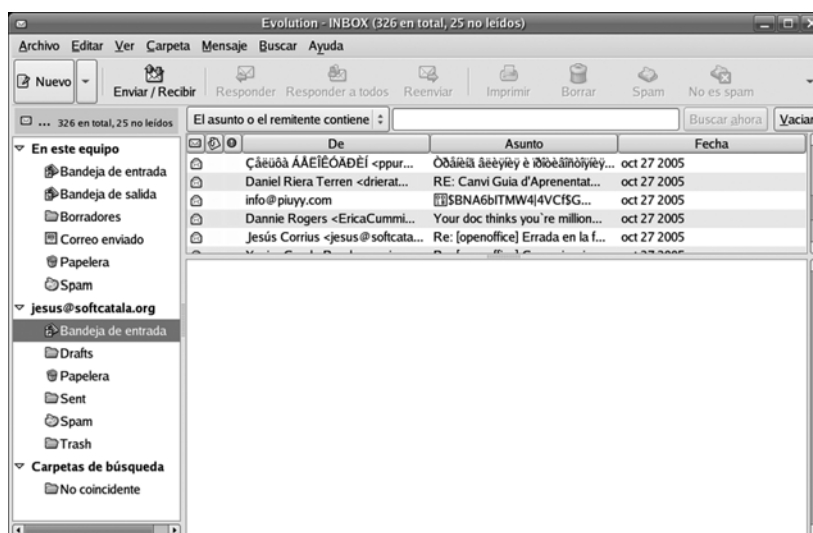 Evolution - INBOX (326 en total, 25 no leídos)
Archivo Editar Ver Carpeta Mensaje Buscar Ayuda
Nuevo Enviar / Recibir Responder Responder a todos Reenviar Imprimir Borrar Spam No es spam
... 326 en total, 25 no leídos
El asunto o el remitente contiene Buscar ahora Vaciar
En este equipo
Bandeja de entrada
Bandeja de salida
Borradores
Correo enviado
Papelera
Spam
jesus@softcatala.org
Bandeja de entrada
Drafts
Papelera
Sent
Spam
Trash
Carpetas de búsqueda
No coincidente
De Asunto Fecha
<ppur... oct 27 2005
Daniel Riera Terren <drierat... RE: Canvi Guia d'Aprenentat... oct 27 2005
info@piuyy.com $BNA6bITMW4|4VCf$G... oct 27 2005
Dannie Rogers <EricaCummi... Your doc thinks you`re million... oct 27 2005
Jesús Corrius <jesus@softcata... Re: [openoffice] Errada en la f... oct 27 2005